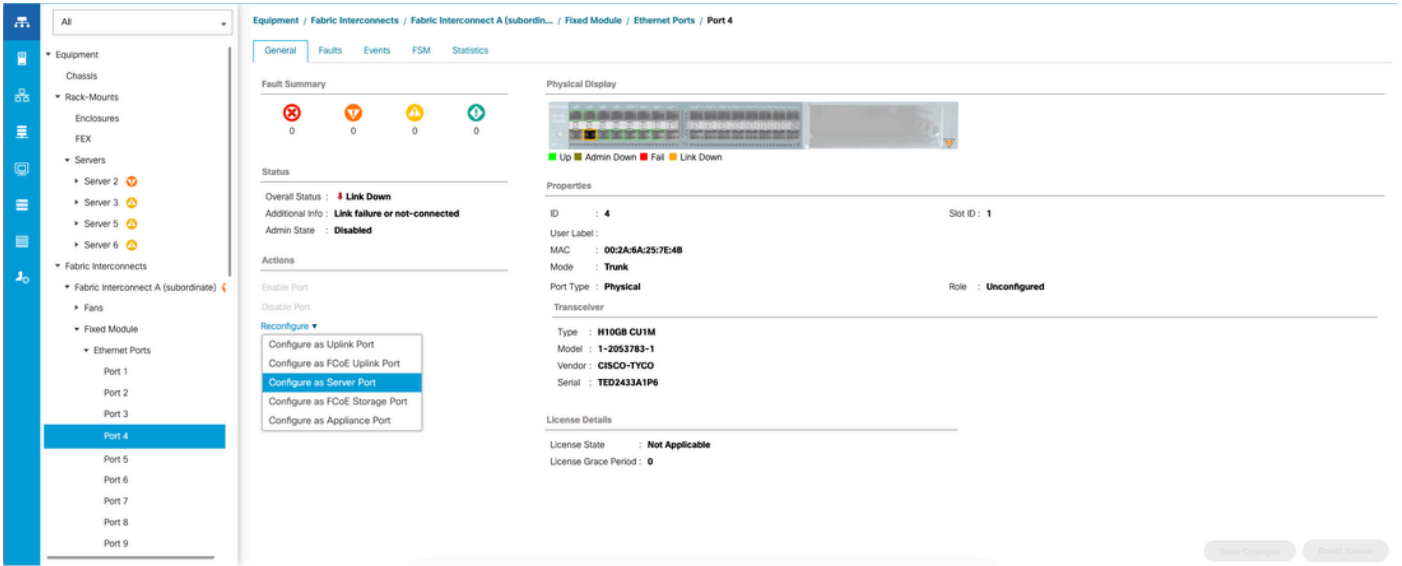 All
Equipment
Chassis
Rack-Mounts
Enclosures
FEX
Servers
Server 2
Server 3
Server 5
Server 6
Fabric Interconnects
Fabric Interconnect A (subordinate)
Fans
Fixed Module
Ethernet Ports
Port 1
Port 2
Port 3
Port 4
Port 5
Port 6
Port 7
Port 8
Port 9
Equipment / Fabric Interconnects / Fabric Interconnect A (subordin... / Fixed Module / Ethernet Ports / Port 4
General Faults Events FSM Statistics
Fault Summary
0 0 0 0
Status
Overall Status : Link Down
Additional Info : Link failure or not-connected
Admin State : Disabled
Actions
Enable Port
Disable Port
Reconfigure
Configure as Uplink Port
Configure as FCoE Uplink Port
Configure as Server Port
Configure as FCoE Storage Port
Configure as Appliance Port
Physical Display
Up Admin Down Fail Link Down
Properties
ID : 4 Slot ID : 1
User Label :
MAC : 00:2A:6A:25:7E:4B
Mode : Trunk
Port Type : Physical Role : Unconfigured
Transceiver
Type : H10GB CU1M
Model : 1-2053783-1
Vendor : CISCO-TYCO
Serial : TED2433A1P6
License Details
License State : Not Applicable
License Grace Period : 0
Save Changes Reset Values